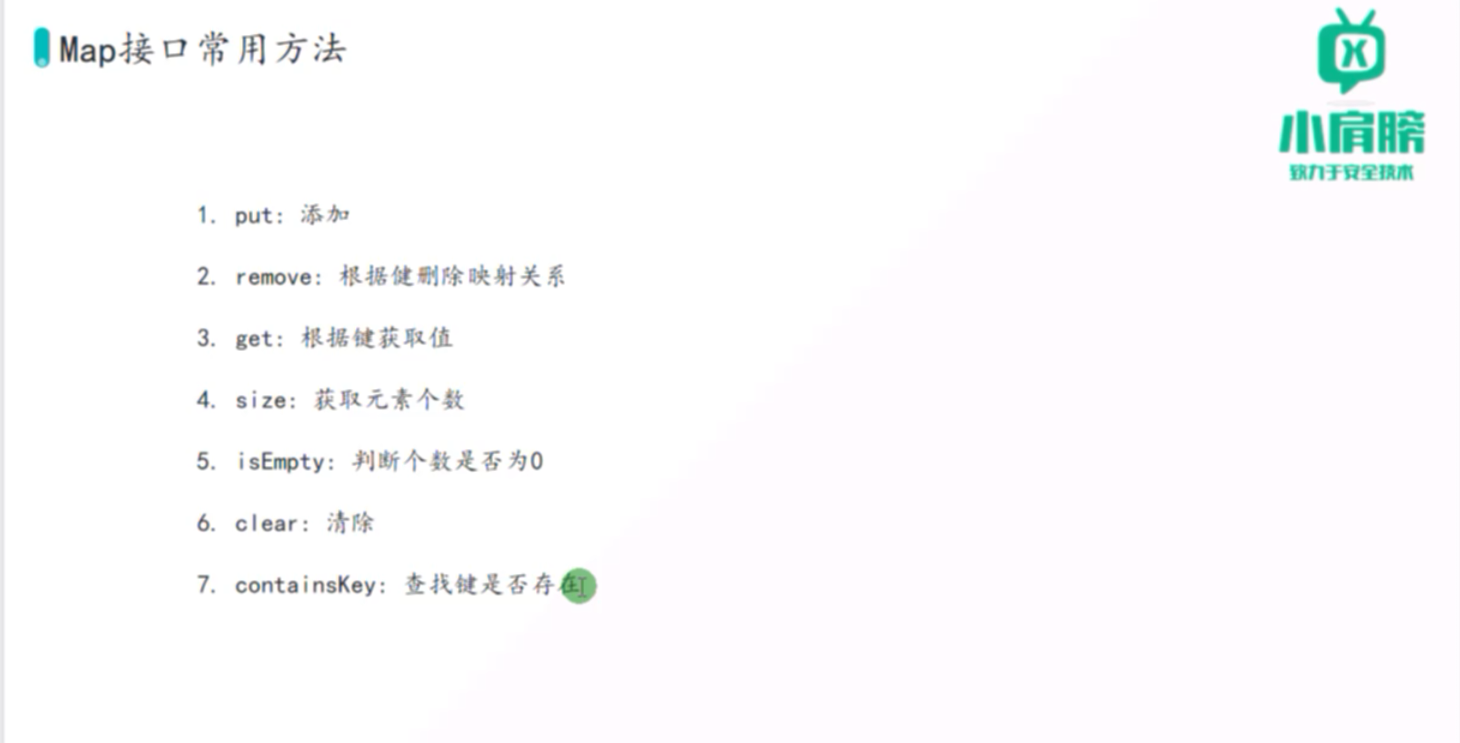 Map接口常用方法
小肩膀
致力于安全技术
1. put: 添加
2. remove: 根据健删除映射关系
3. get: 根据键获取值
4. size: 获取元素个数
5. isEmpty: 判断个数是否为0
6. clear: 清除
7. containsKey: 查找键是否存在